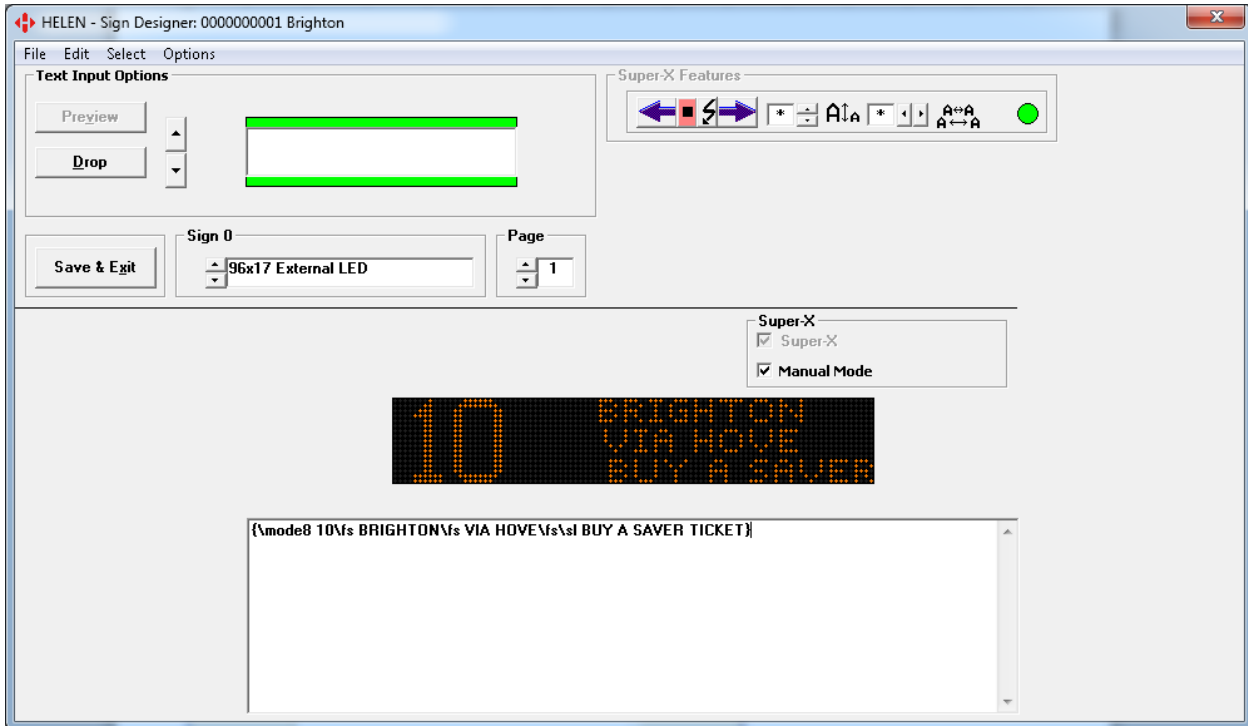 HELEN - Sign Designer: 0000000001 Brighton
File Edit Select Options
Text Input Options
Preview
Drop
Super-X Features
* A A * A A A A
Save & Exit
Sign 0
96x17 External LED
Page
1
Super-X
Super-X
Manual Mode
10
BRIGHTON
VIA HOVE
BUY A SAVER
{\mode8 10\fs BRIGHTON\fs VIA HOVE\fs\sl BUY A SAVER TICKET}